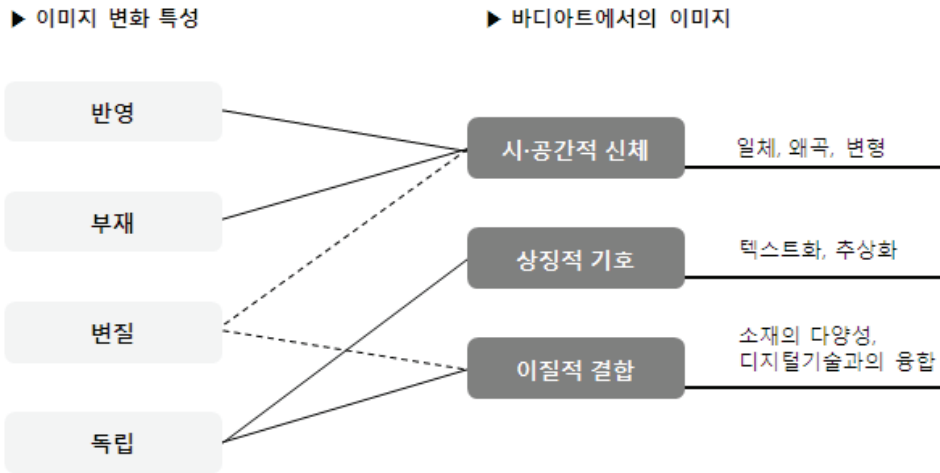 ▶ 이미지 변화 특성
▶ 바디아트에서의 이미지
반영
부재
변질
독립
시·공간적 신체
일체, 왜곡, 변형
상징적 기호
텍스트화, 추상화
이질적 결합
소재의 다양성,
디지털기술과의 융합